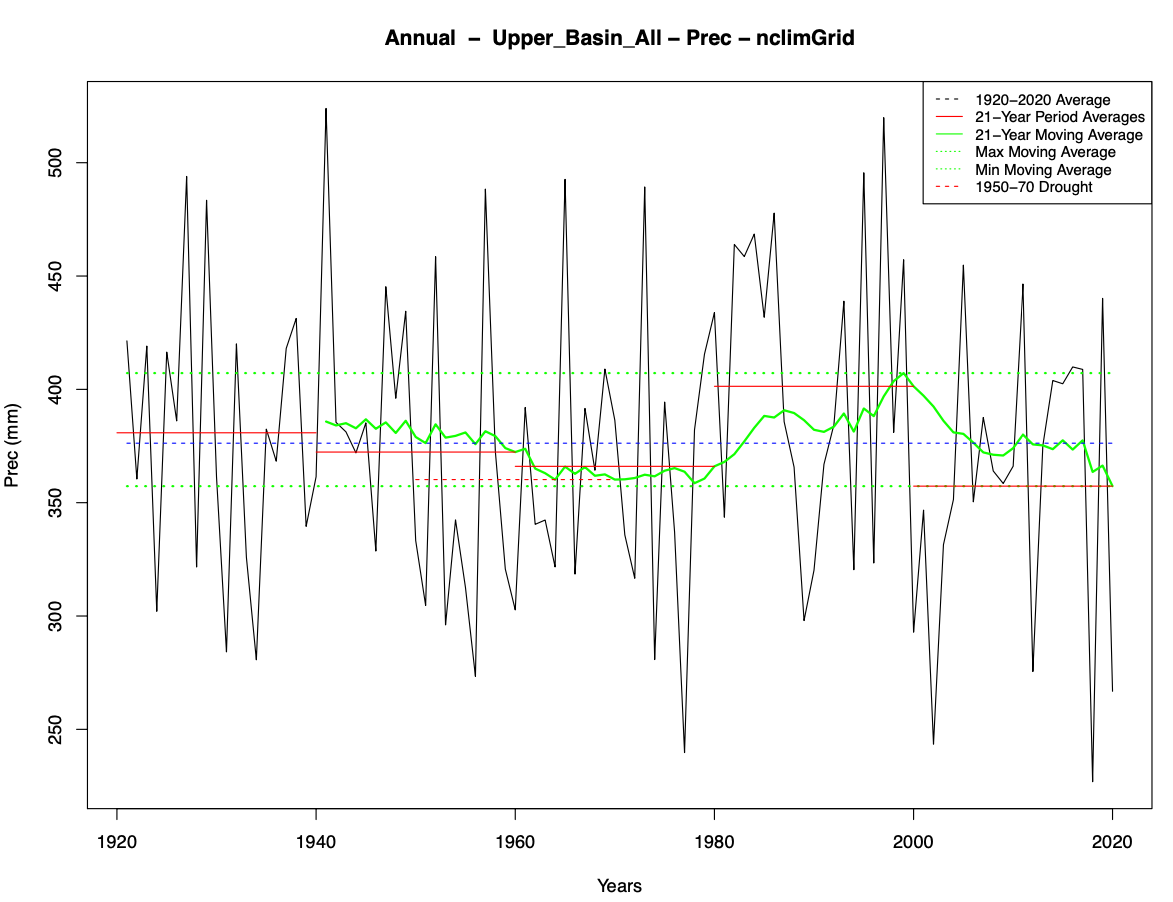 Annual – Upper_Basin_All – Prec – nclimGrid
1920–2020 Average
21–Year Period Averages
21–Year Moving Average
Max Moving Average
Min Moving Average
1950–70 Drought
Prec (mm)
500
450
400
350
300
250
1920 1940 1960 1980 2000 2020
Years